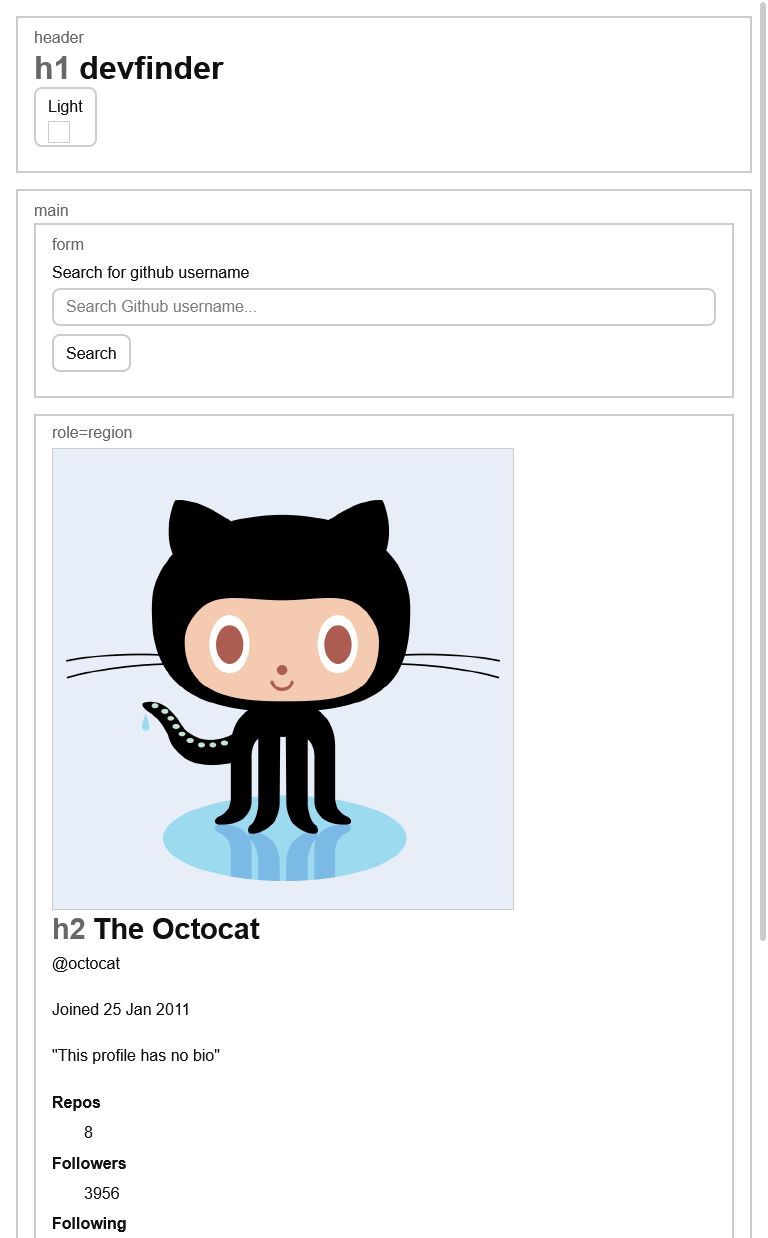 header
h1 devfinder
Light
main
form
Search for github username
Search Github username...
Search
role=region
h2 The Octocat
@octocat
Joined 25 Jan 2011
"This profile has no bio"
Repos
8
Followers
3956
Following